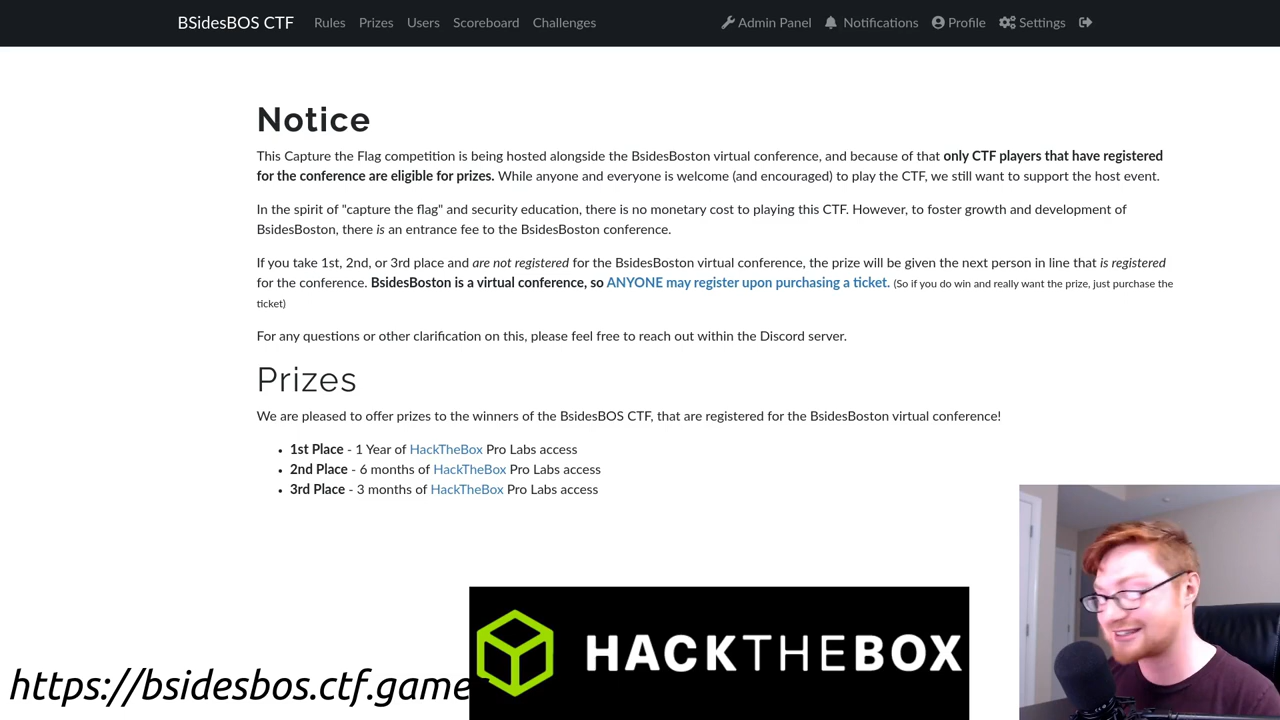 BSidesBOS CTF Rules Prizes Users Scoreboard Challenges Admin Panel Notifications Profile Settings
Notice
This Capture the Flag competition is being hosted alongside the BsidesBoston virtual conference, and because of that only CTF players that have registered
for the conference are eligible for prizes. While anyone and everyone is welcome (and encouraged) to play the CTF, we still want to support the host event.
In the spirit of "capture the flag" and security education, there is no monetary cost to playing this CTF. However, to foster growth and development of
BsidesBoston, there is an entrance fee to the BsidesBoston conference.
If you take 1st, 2nd, or 3rd place and are not registered for the BsidesBoston virtual conference, the prize will be given the next person in line that is registered
for the conference. BsidesBoston is a virtual conference, so ANYONE may register upon purchasing a ticket. (So if you do win and really want the prize, just purchase the
ticket)
For any questions or other clarification on this, please feel free to reach out within the Discord server.
Prizes
We are pleased to offer prizes to the winners of the BsidesBOS CTF, that are registered for the BsidesBoston virtual conference!
• 1st Place - 1 Year of HackTheBox Pro Labs access
• 2nd Place - 6 months of HackTheBox Pro Labs access
• 3rd Place - 3 months of HackTheBox Pro Labs access
HACKTHEBOX
https://bsidesbos.ctf.game